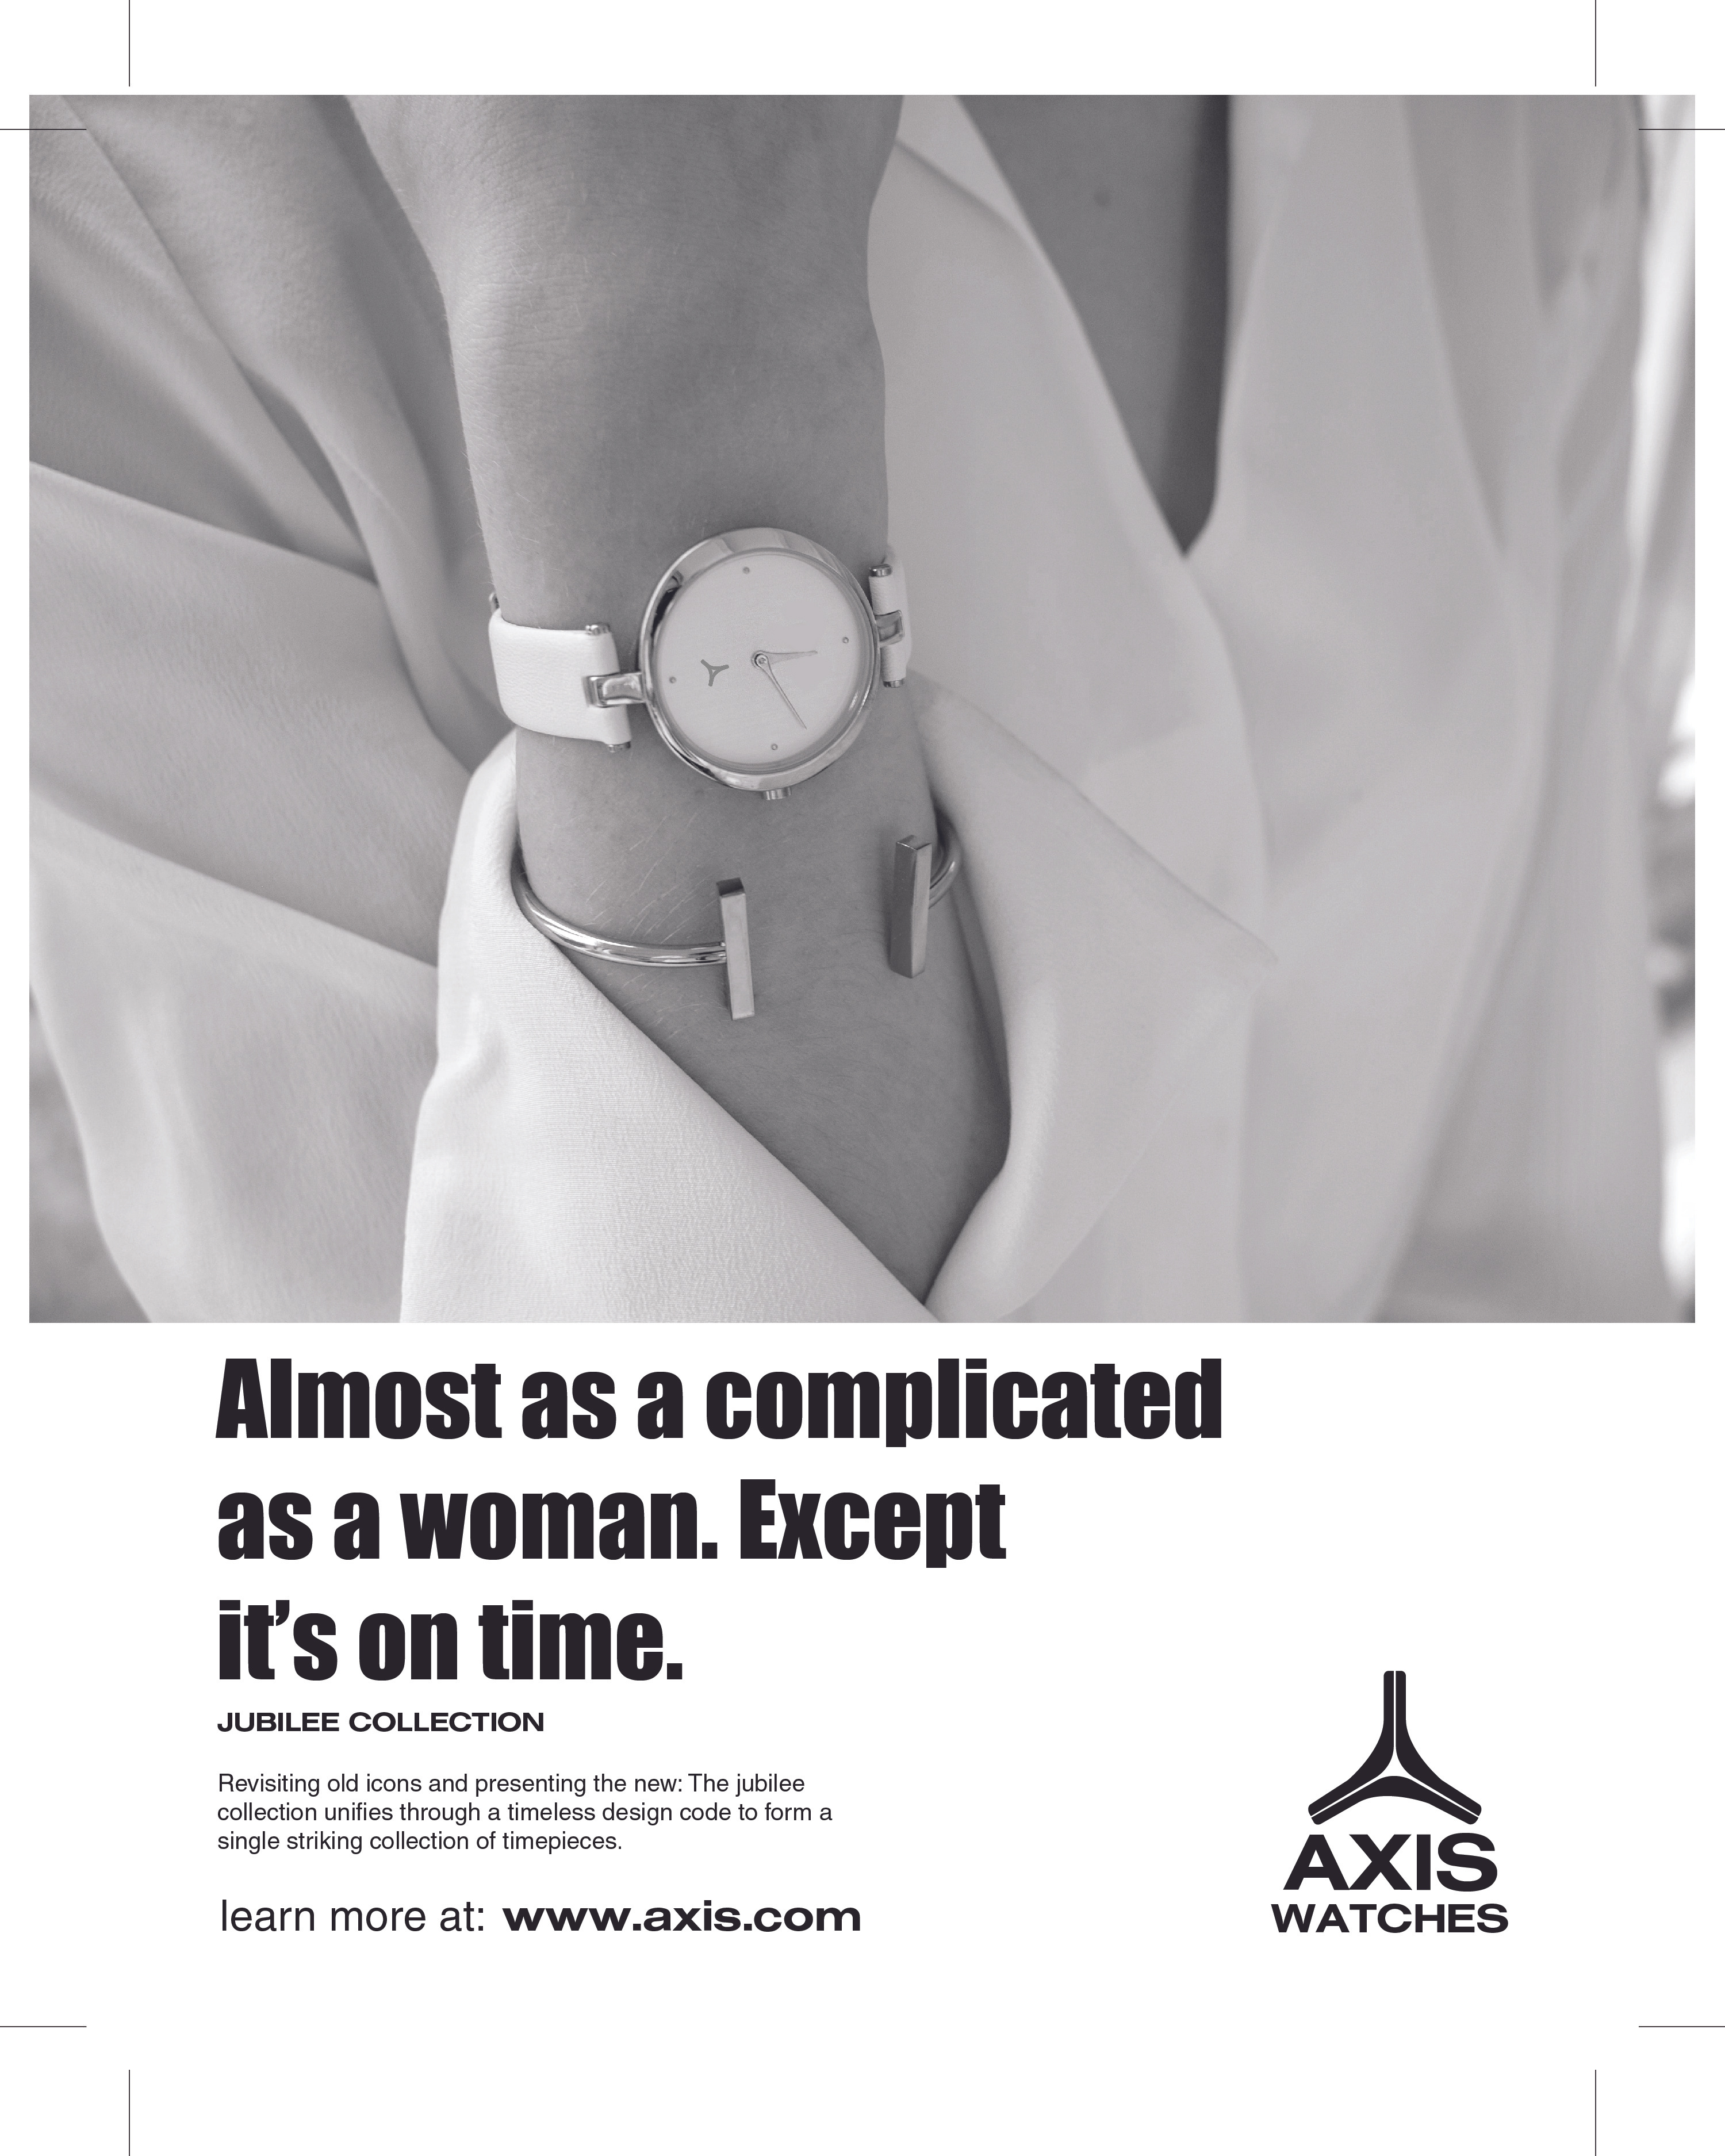 Almost as a complicated
as a woman. Except
it’s on time.
JUBILEE COLLECTION
Revisiting old icons and presenting the new: The jubilee
collection unifies through a timeless design code to form a
single striking collection of timepieces.
learn more at: www.axis.com
AXIS
WATCHES